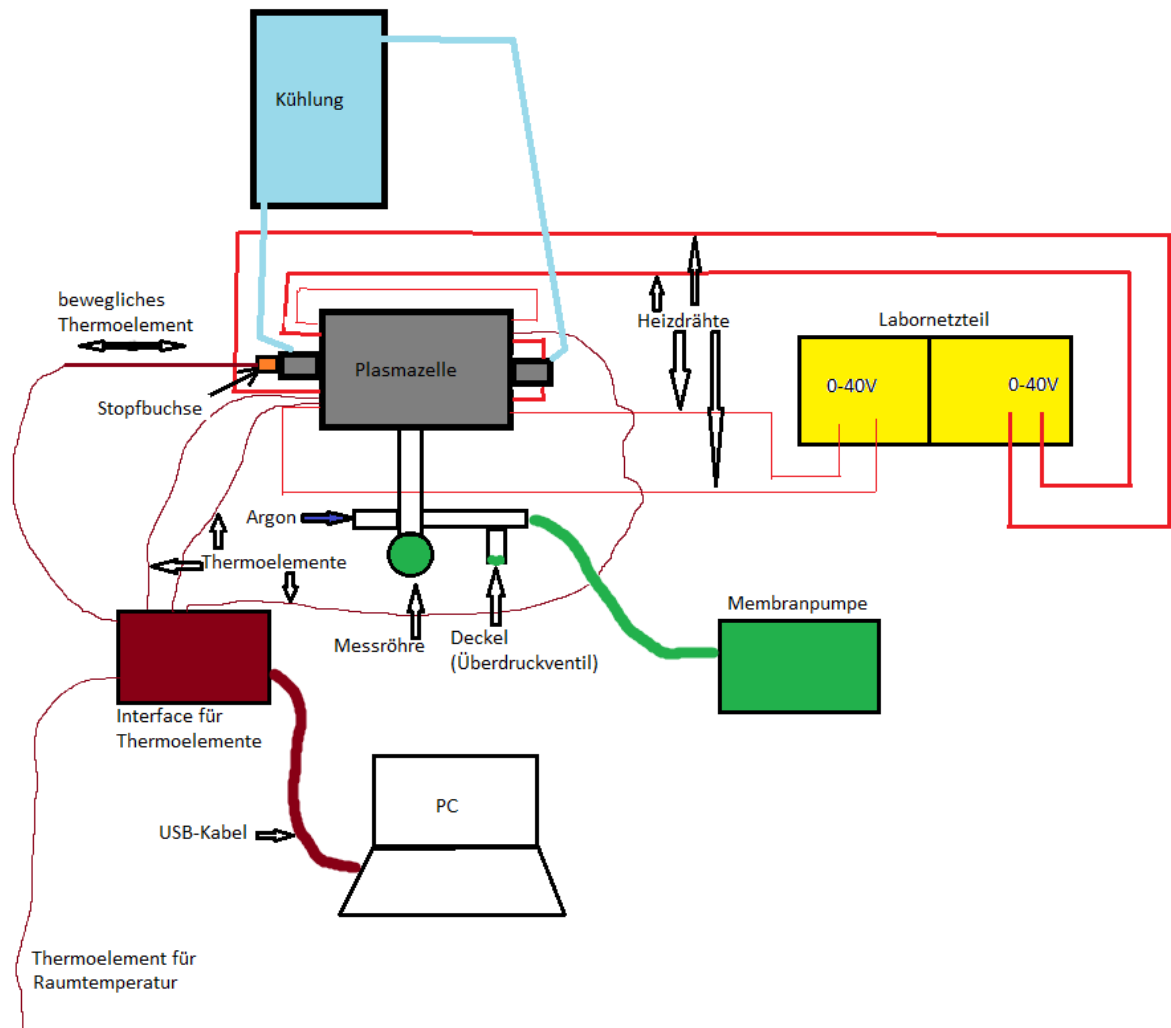 Kühlung
bewegliches
Thermoelement
Heizdrähte
Labornetzteil
Plasmazelle
0-40V
0-40V
Stopfbuchse
Argon
Thermoelemente
Messröhre
Deckel
(Überdruckventil)
Membranpumpe
Interface für
Thermoelemente
PC
USB-Kabel
Thermoelement für
Raumtemperatur